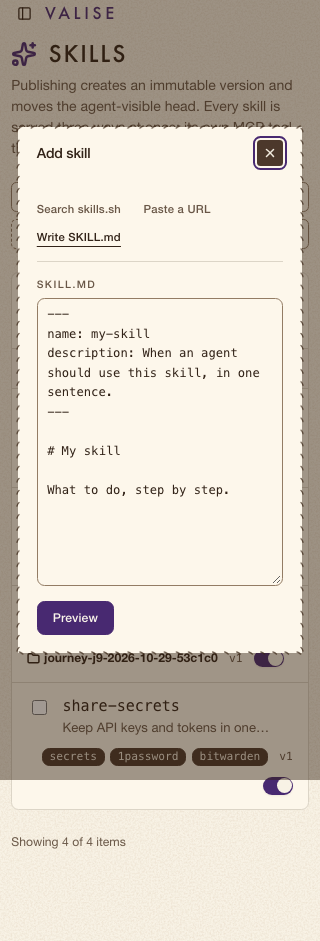 VALISE
SKILLS
Publishing creates an immutable version and
moves the agent-visible head. Every skill is
Add skill
Search skills.sh
Paste a URL
Write SKILL.md
SKILL.MD
---
name: my-skill
description: When an agent
should use this skill, in one
sentence.
---
# My skill
What to do, step by step.
Preview
journey-j9-2026-10-29-53c1c0 v1
share-secrets
Keep API keys and tokens in one…
secrets 1password bitwarden v1
Showing 4 of 4 items